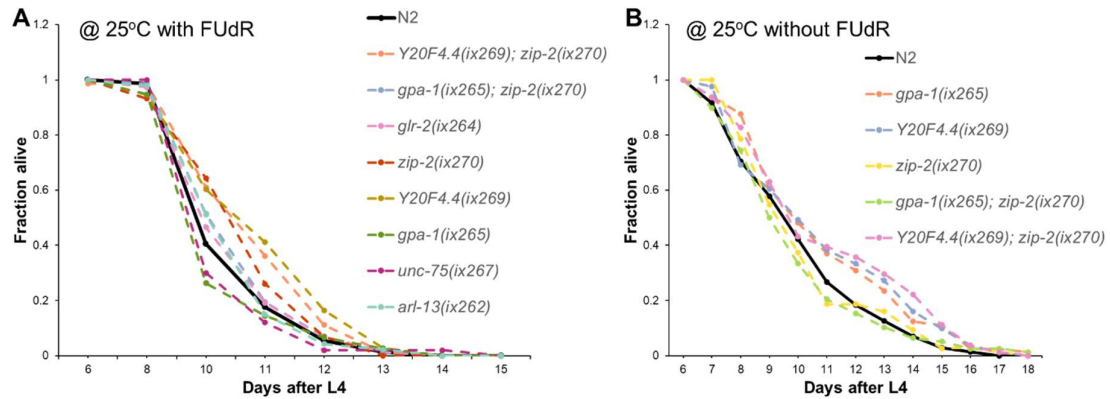 A @ 25°C with FUdR
N2
Y20F4.4(ix269); zip-2(ix270)
gpa-1(ix265); zip-2(ix270)
glr-2(ix264)
zip-2(ix270)
Y20F4.4(ix269)
gpa-1(ix265)
unc-75(ix267)
arl-13(ix262)
Fraction alive
1.2
1
0.8
0.6
0.4
0.2
0
6 8 10 11 12 13 14 15
Days after L4
B @ 25°C without FUdR
N2
gpa-1(ix265)
Y20F4.4(ix269)
zip-2(ix270)
gpa-1(ix265); zip-2(ix270)
Y20F4.4(ix269); zip-2(ix270)
Fraction alive
1.2
1
0.8
0.6
0.4
0.2
0
6 7 8 9 10 11 12 13 14 15 16 17 18
Days after L4